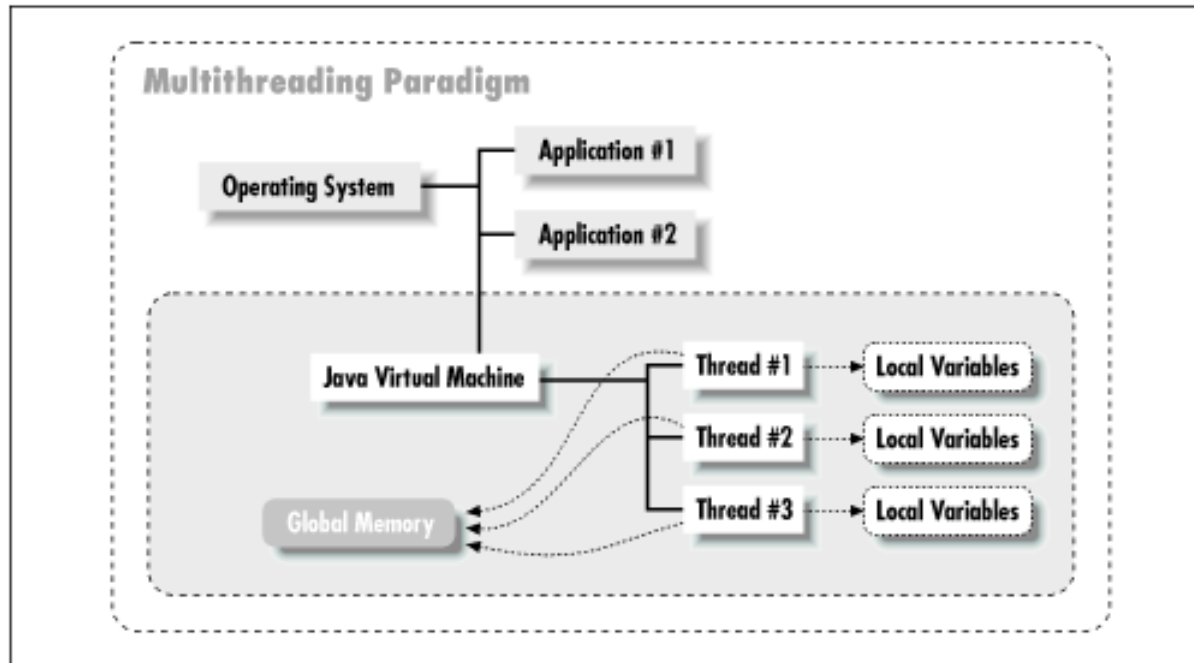 Multithreading Paradigm
Application #1
Operating System
Application #2
Java Virtual Machine
Thread #1
Local Variables
Thread #2
Local Variables
Thread #3
Local Variables
Global Memory